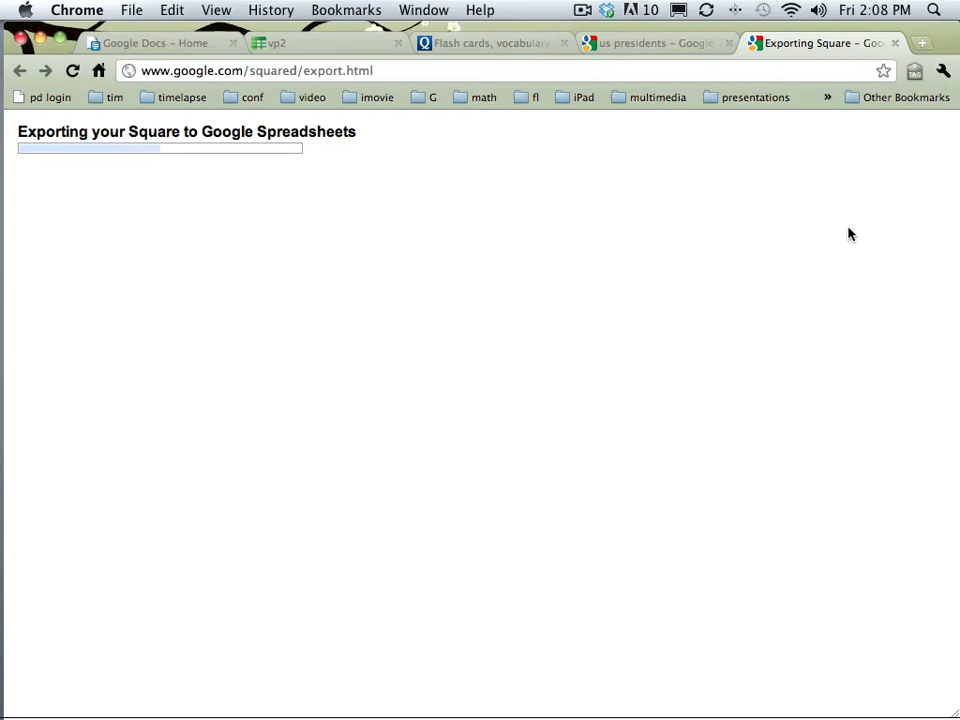 Chrome File Edit View History Bookmarks Window Help 10 Fri 2:08 PM
Google Docs - Home vp2 Flash cards, vocabulary us presidents - Google Exporting Square - Goo
www.google.com/squared/export.html
pd login tim timelapse conf video imovie G math fl iPad multimedia presentations » Other Bookmarks
Exporting your Square to Google Spreadsheets